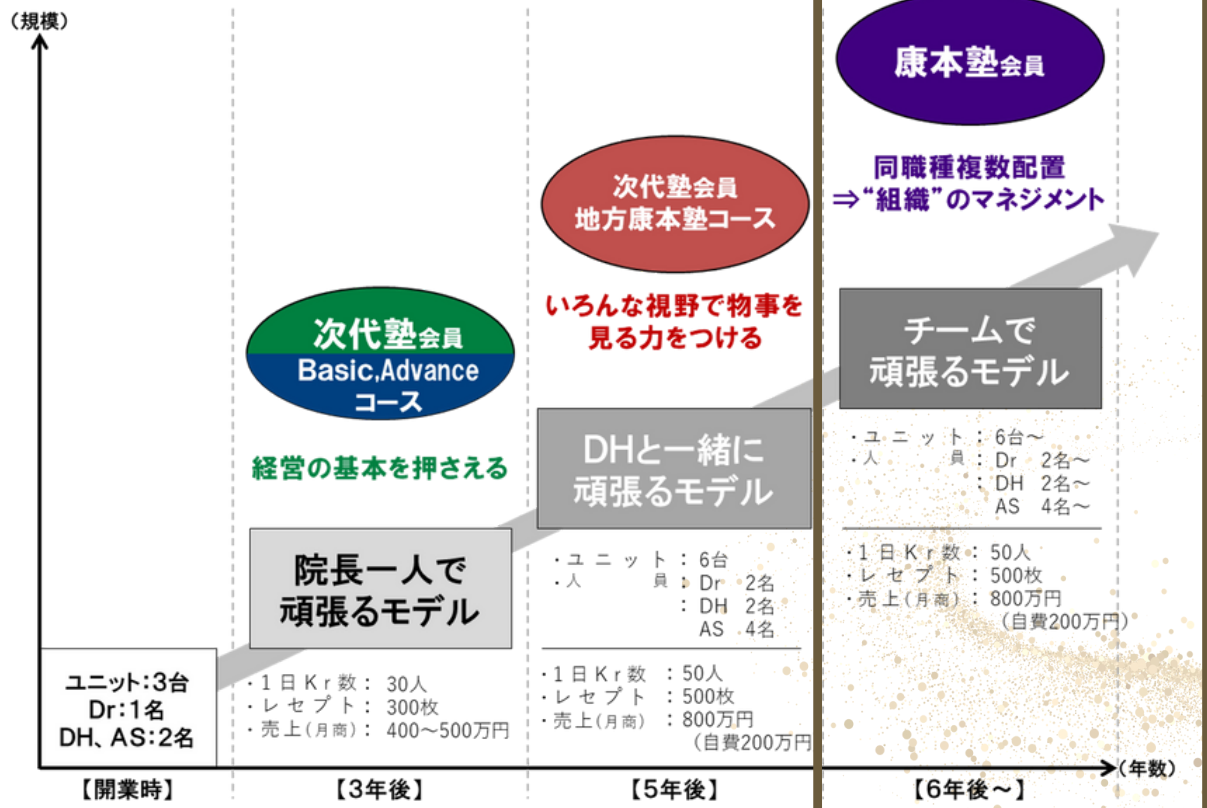 （規模）
康本塾会員
同職種複数配置
⇒“組織”のマネジメント
次代塾会員
地方康本塾コース
いろんな視野で物事を
見る力をつける
次代塾会員
Basic,Advance
コース
経営の基本を押さえる
チームで
頑張るモデル
・ユニット：6台～
・人員：Dr 2名～
：DH 2名～
AS 4名～
・1日Kr数：50人
・レセプト：500枚
・売上(月商)：800万円
（自費200万円）
DHと一緒に
頑張るモデル
・ユニット：6台
・人員：Dr 2名
：DH 2名
AS 4名
・1日Kr数：50人
・レセプト：500枚
・売上(月商)：800万円
（自費200万円
院長一人で
頑張るモデル
・1日Kr数：30人
・レセプト：300枚
・売上(月商)：400～500万円
ユニット：3台
Dr：1名
DH、AS：2名
（年数）
【開業時】
【3年後】
【5年後】
【6年後～】